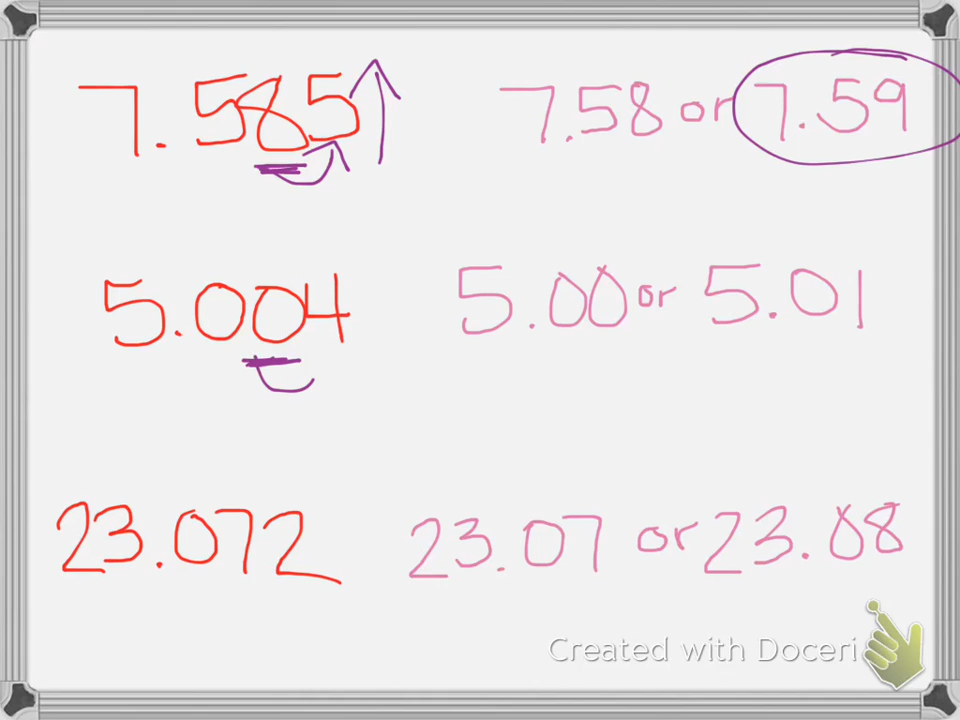 7.585 7.58 or 7.59
5.004 5.00 or 5.01
23.072 23.07 or 23.08
Created with Doceri